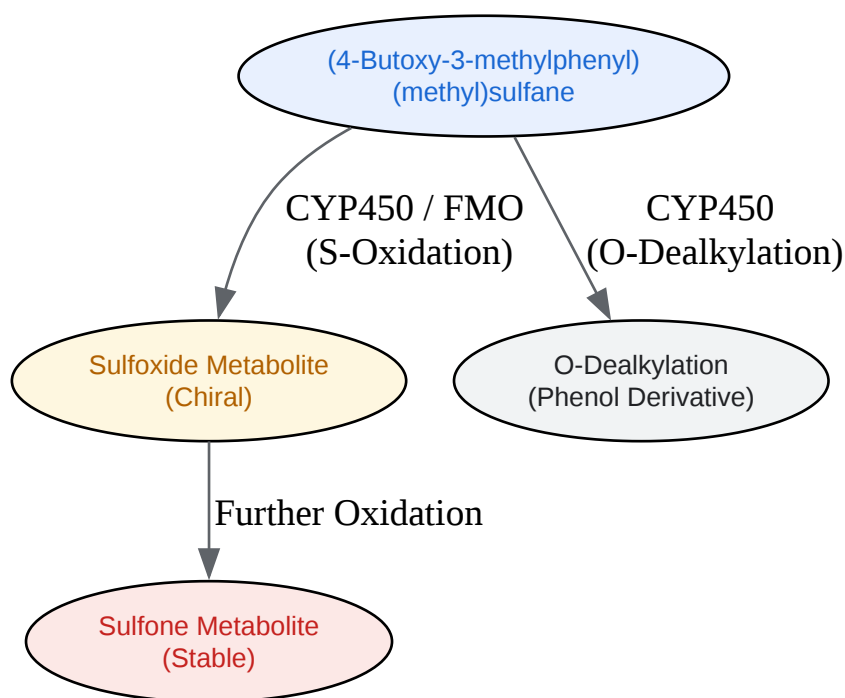 (4-Butoxy-3-methylphenyl)
(methyl)sulfane
CYP450 / FMO
(S-Oxidation)
CYP450
(O-Dealkylation)
Sulfoxide Metabolite
(Chiral)
O-Dealkylation
(Phenol Derivative)
Further Oxidation
Sulfone Metabolite
(Stable)